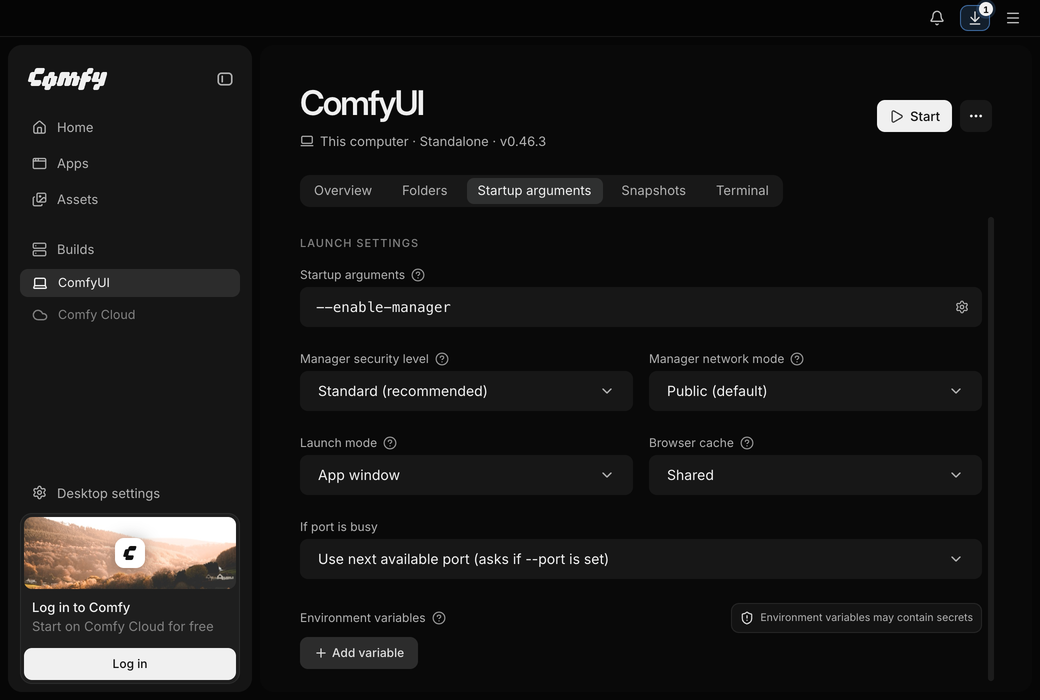 1
Comfy
Home
Apps
Assets
Builds
ComfyUI
Comfy Cloud
Desktop settings
C
Log in to Comfy
Start on Comfy Cloud for free
Log in
ComfyUI
This computer · Standalone · v0.46.3
Start
Overview Folders Startup arguments Snapshots Terminal
LAUNCH SETTINGS
Startup arguments
--enable-manager
Manager security level Manager network mode
Standard (recommended) Public (default)
Launch mode Browser cache
App window Shared
If port is busy
Use next available port (asks if --port is set)
Environment variables Environment variables may contain secrets
+ Add variable